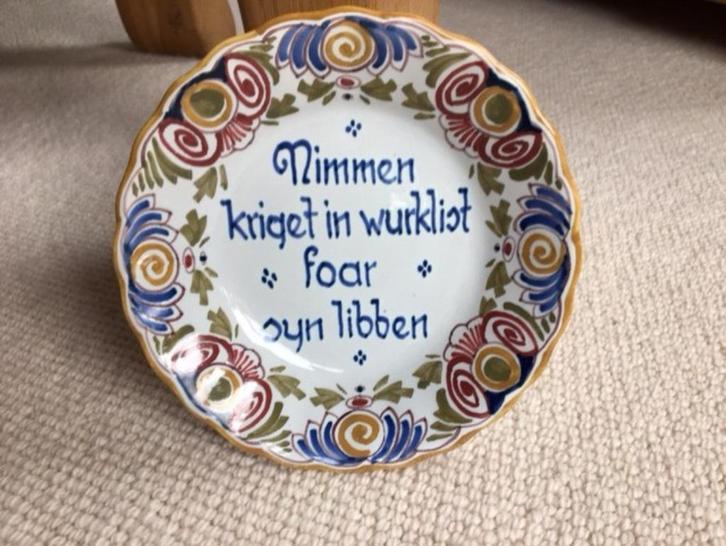 Nimmen
kriget in wurklist
foar
syn libben